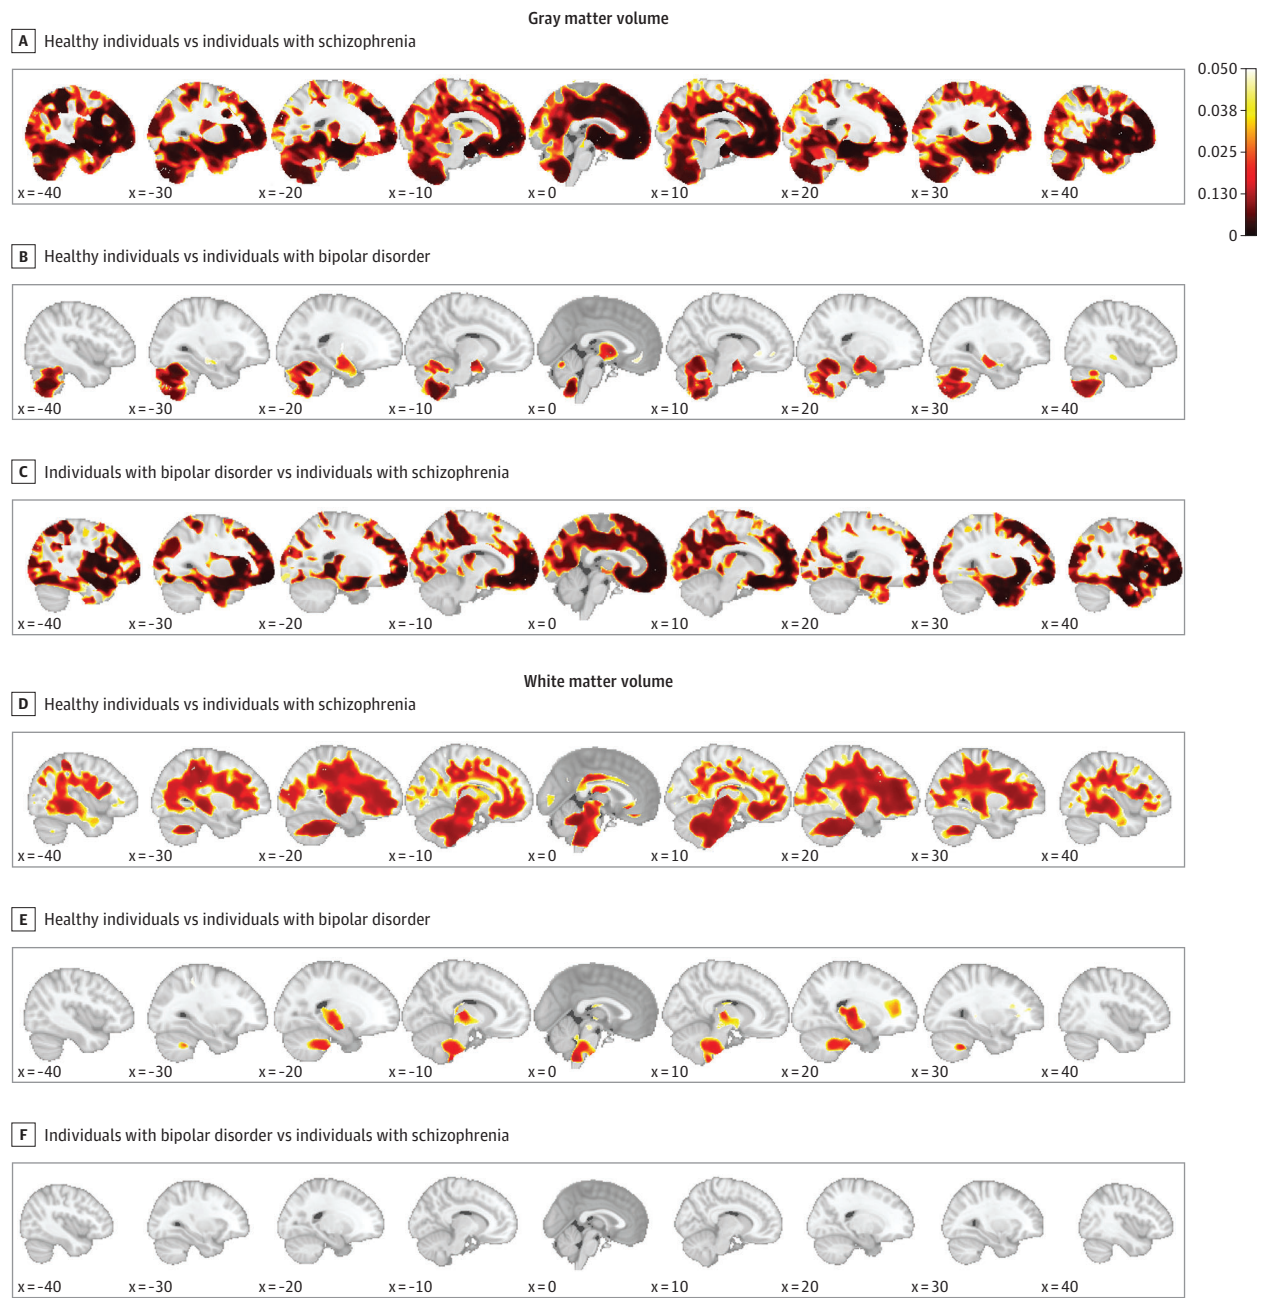 Gray matter volume
A Healthy individuals vs individuals with schizophrenia
0.050
0.038
0.025
0.130
0
x = –40 x = –30 x = –20 x = –10 x = 0 x = 10 x = 20 x = 30 x = 40
B Healthy individuals vs individuals with bipolar disorder
x = –40 x = –30 x = –20 x = –10 x = 0 x = 10 x = 20 x = 30 x = 40
C Individuals with bipolar disorder vs individuals with schizophrenia
x = –40 x = –30 x = –20 x = –10 x = 0 x = 10 x = 20 x = 30 x = 40
White matter volume
D Healthy individuals vs individuals with schizophrenia
x = –40 x = –30 x = –20 x = –10 x = 0 x = 10 x = 20 x = 30 x = 40
E Healthy individuals vs individuals with bipolar disorder
x = –40 x = –30 x = –20 x = –10 x = 0 x = 10 x = 20 x = 30 x = 40
F Individuals with bipolar disorder vs individuals with schizophrenia
x = –40 x = –30 x = –20 x = –10 x = 0 x = 10 x = 20 x = 30 x = 40